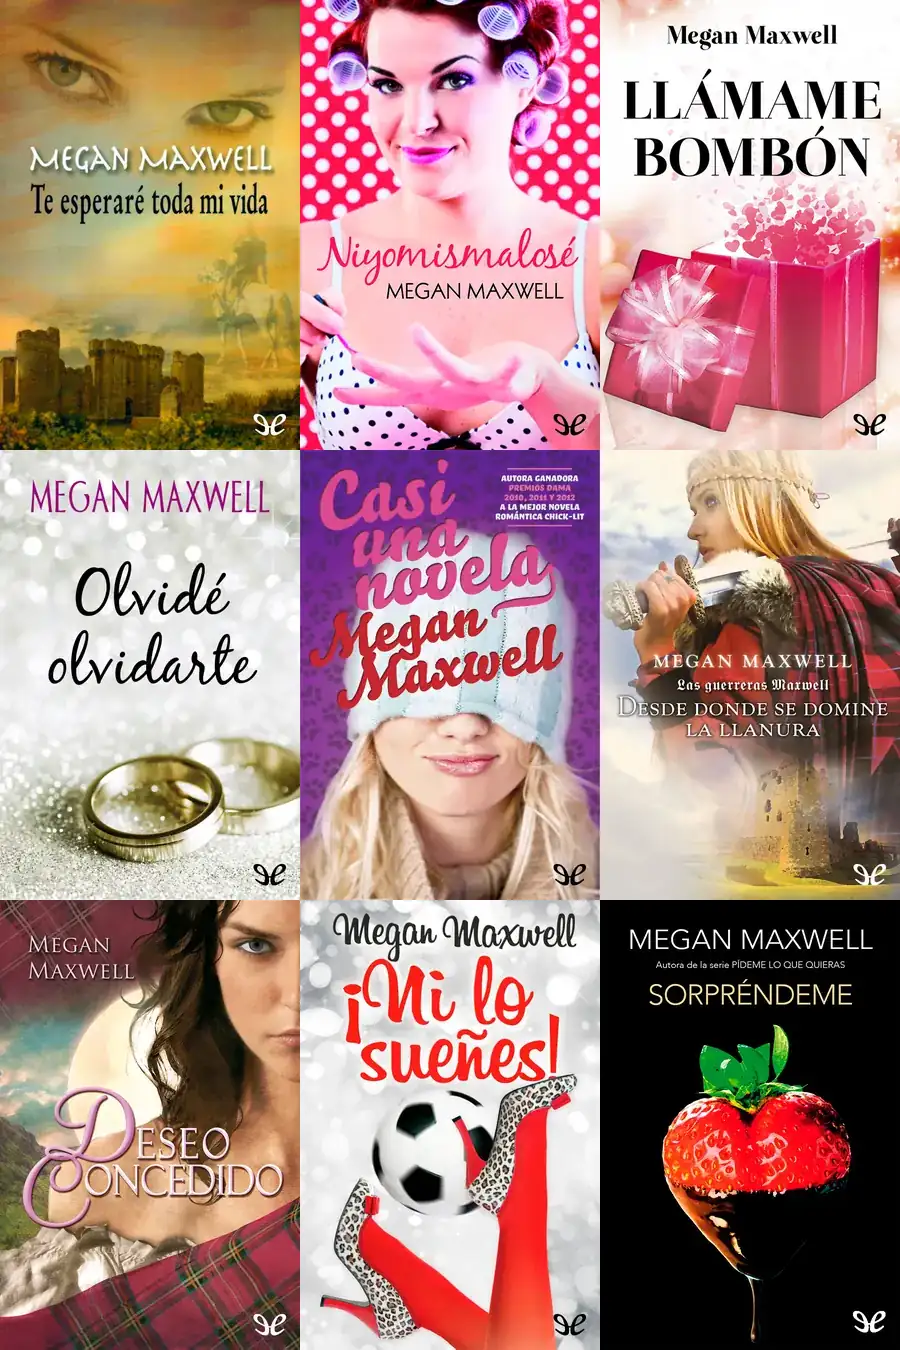 MEGAN MAXWELL
Te esperaré toda mi vida
Niyomismalosé
MEGAN MAXWELL
Megan Maxwell
LLÁMAME
BOMBÓN
MEGAN MAXWELL
Olvidé
olvidarte
Casi
una
novela
AUTORA GANADORA
PREMIOS DAMA
2010, 2011 Y 2012
A LA MEJOR NOVELA
ROMÁNTICA CHICK-LIT
Megan
Maxwell
MEGAN MAXWELL
Las guerreras Maxwell
DESDE DONDE SE DOMINE
LA LLANURA
MEGAN
MAXWELL
DESEO
CONCEDIDO
Megan Maxwell
¡Ni lo
sueñes!
MEGAN MAXWELL
Autora de la serie PÍDEME LO QUE QUIERAS
SORPRÉNDEME